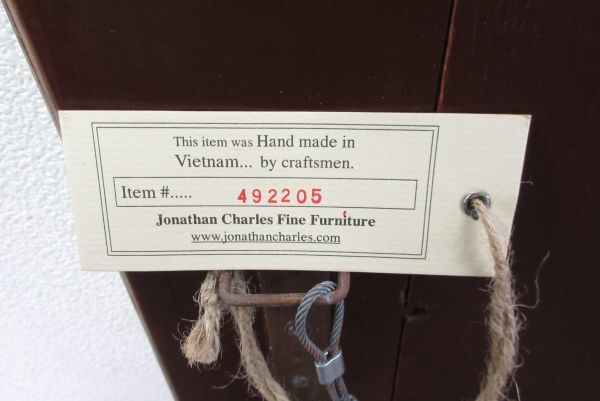 This item was Hand made in
Vietnam... by craftsmen.
Item #..... 492205
Jonathan Charles Fine Furniture
www.jonathancharles.com